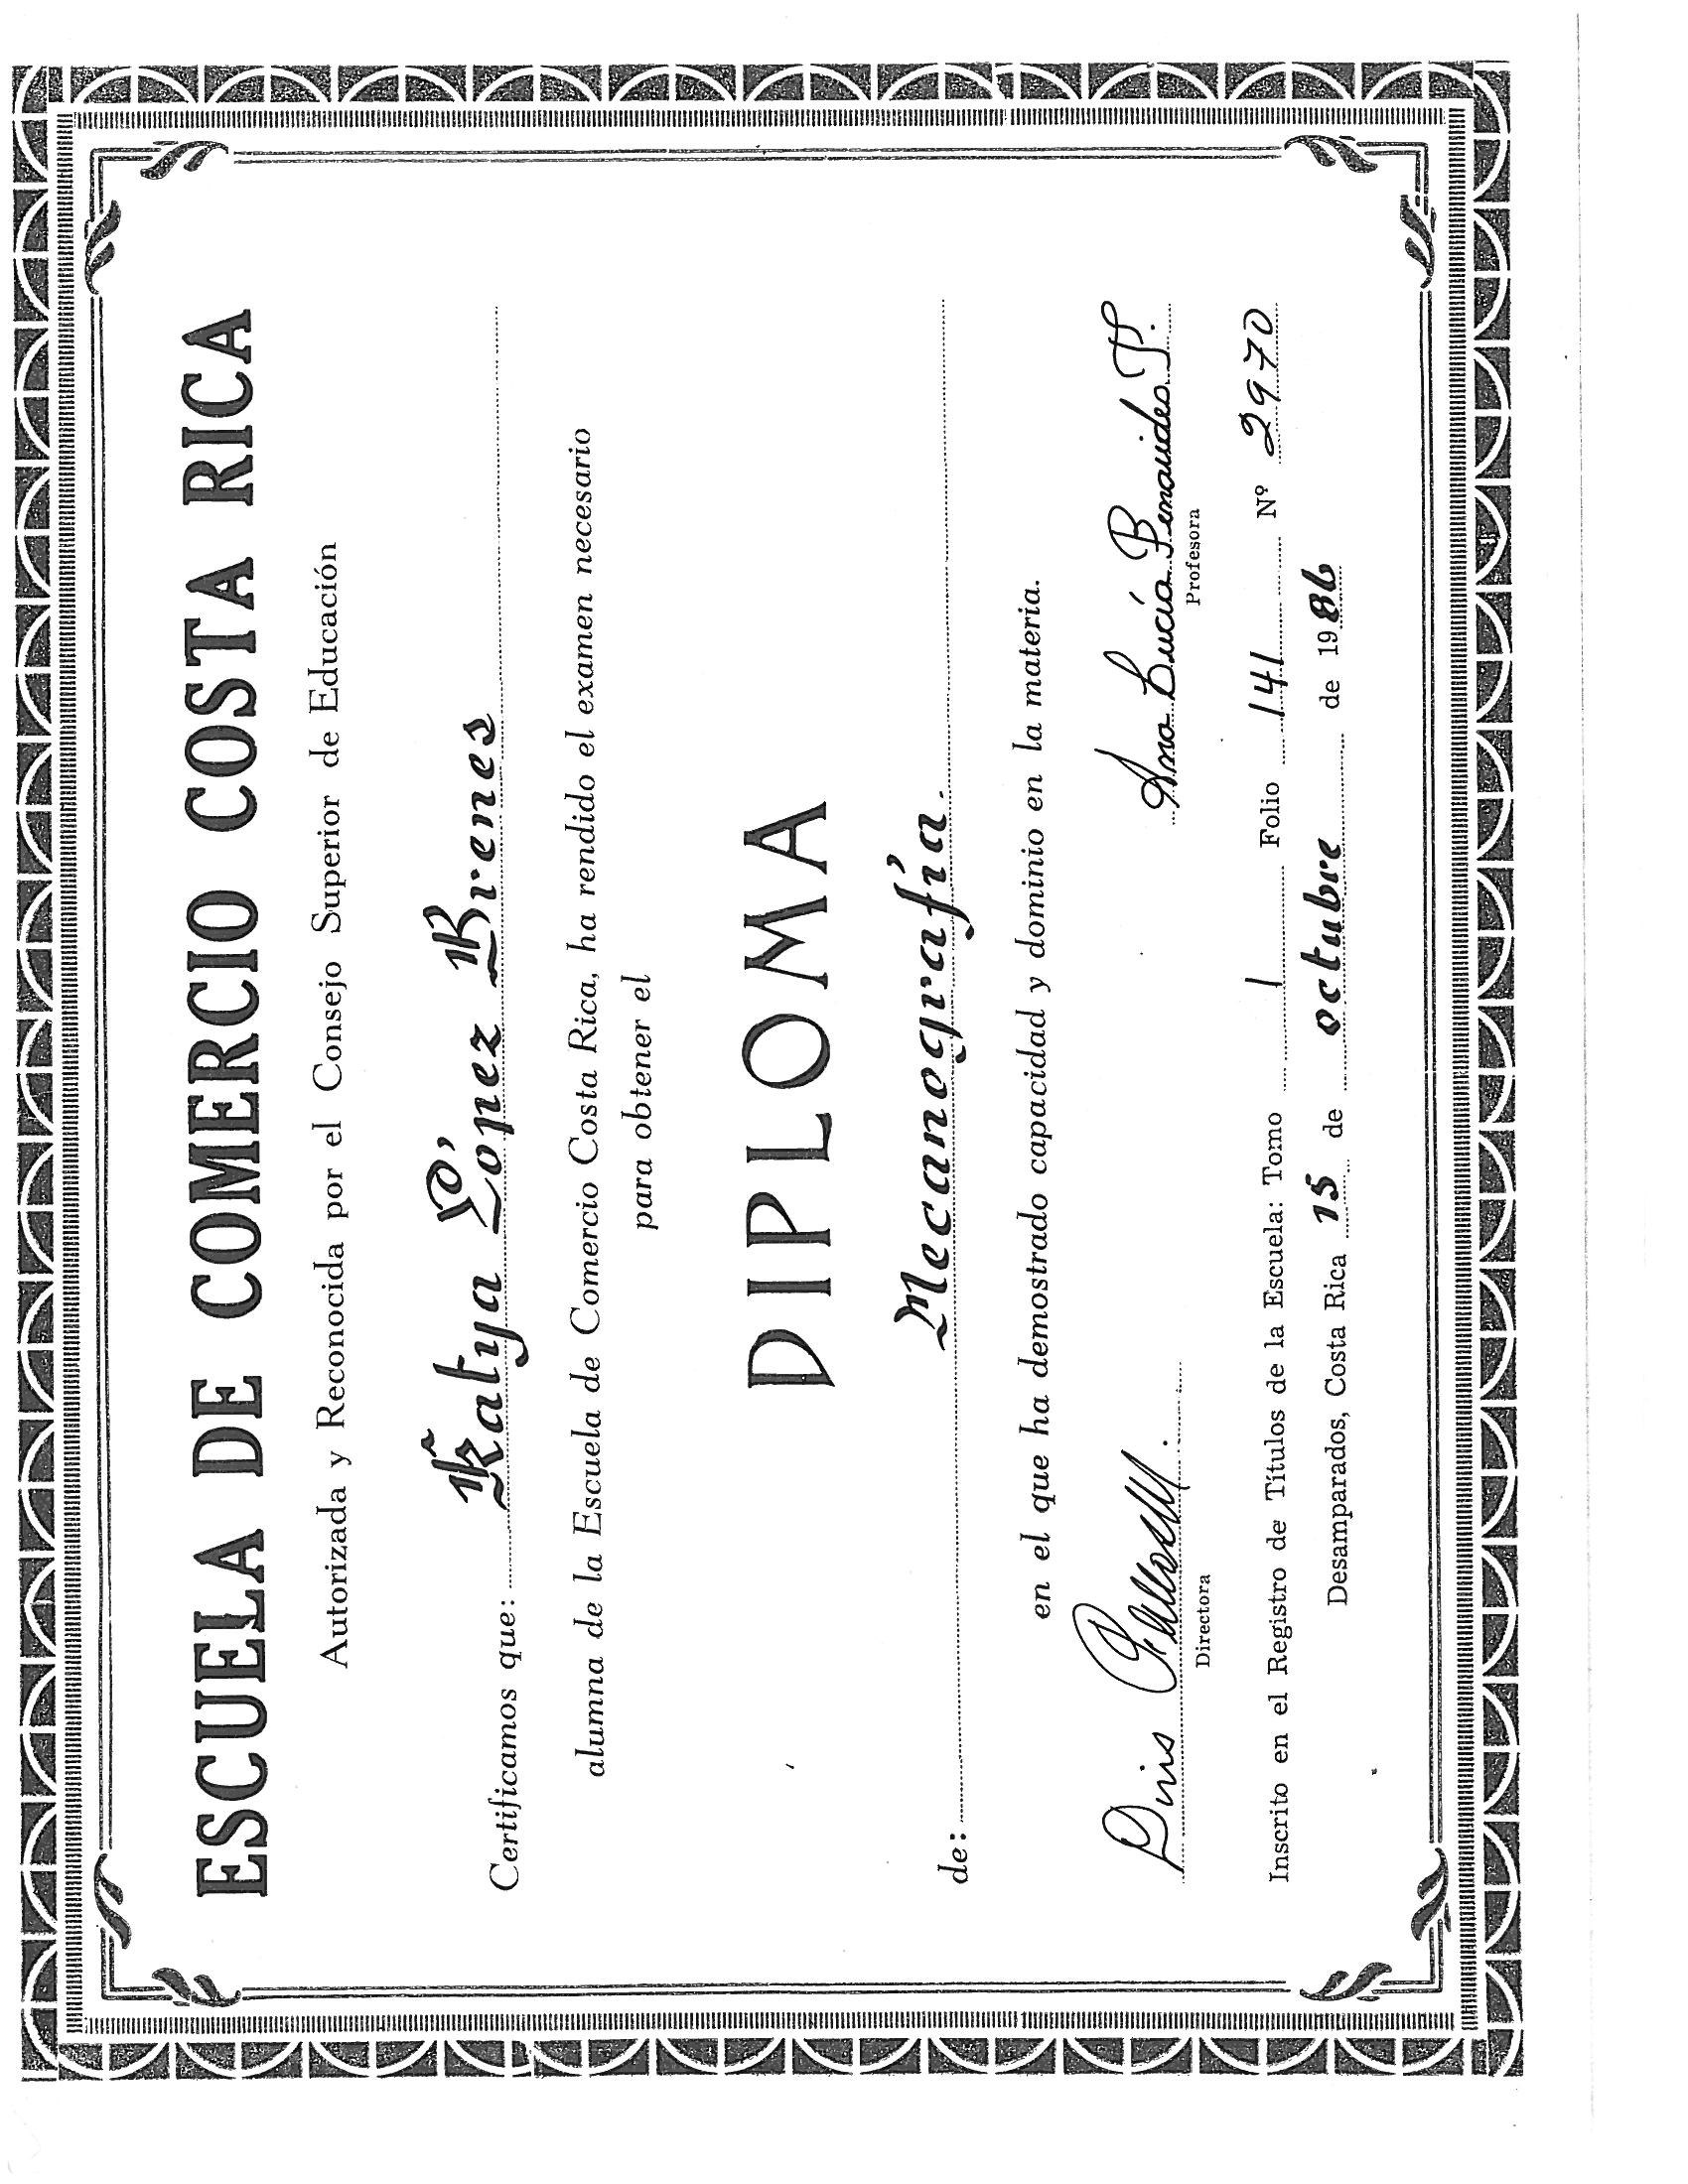 ESCUELA DE COMERCIO COSTA RICA
Autorizada y Reconocida por el Consejo Superior de Educación
Certificamos que: Katya López Brenes
alumna de la Escuela de Comercio Costa Rica, ha rendido el examen necesario
para obtener el
DIPLOMA
de: Mecanografía.
en el que ha demostrado capacidad y dominio en la materia.
Ana Lucía Benavides
Directora Profesora
Inscrito en el Registro de Títulos de la Escuela: Tomo 1 Folio 141 Nº 2970
Desamparados, Costa Rica 15 de octubre de 1986